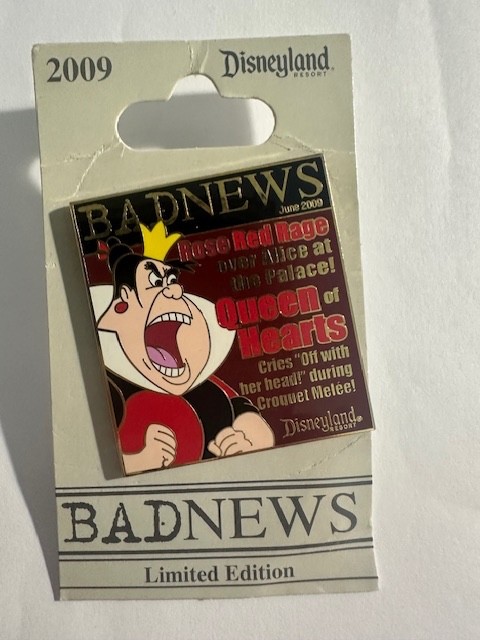 2009
Disneyland
RESORT
BADNEWS
June 2009
Rose Red Rage
over Alice at
the Palace!
Queen of
Hearts
Cries "Off with
her head!" during
Croquet Melée!
Disneyland
RESORT
BADNEWS
Limited Edition